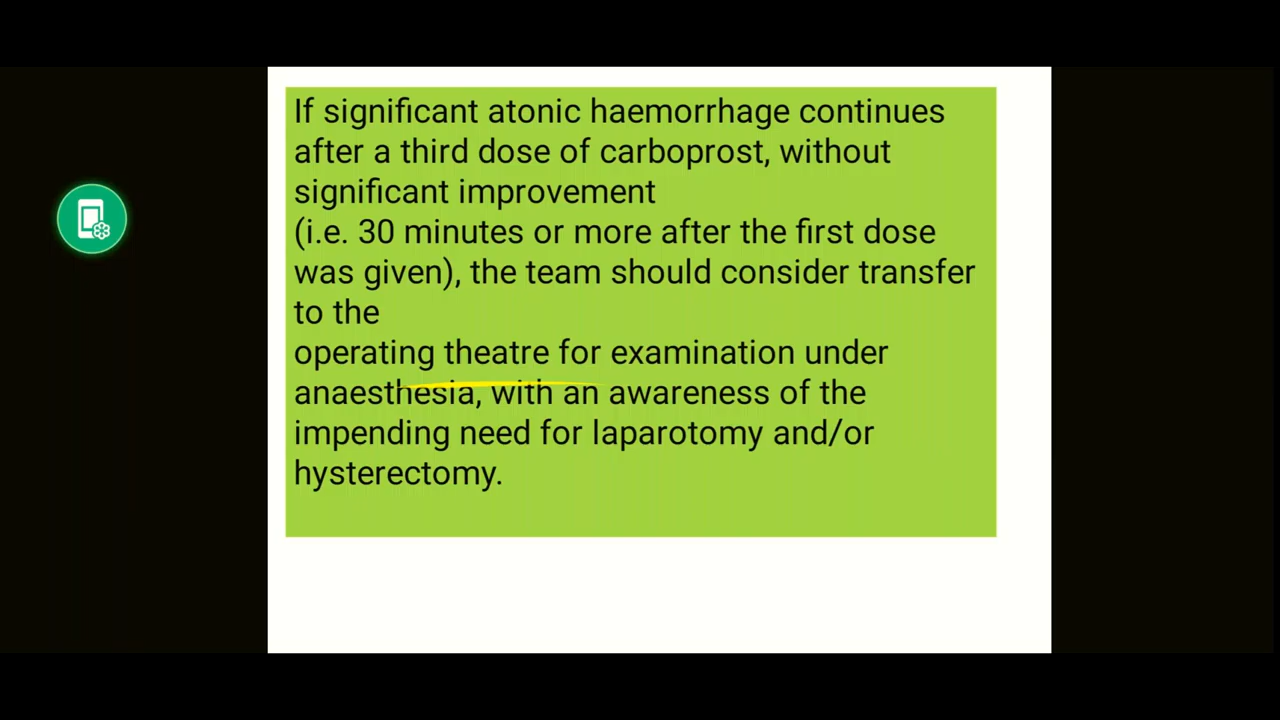 If significant atonic haemorrhage continues
after a third dose of carboprost, without
significant improvement
(i.e. 30 minutes or more after the first dose
was given), the team should consider transfer
to the
operating theatre for examination under
anaesthesia, with an awareness of the
impending need for laparotomy and/or
hysterectomy.